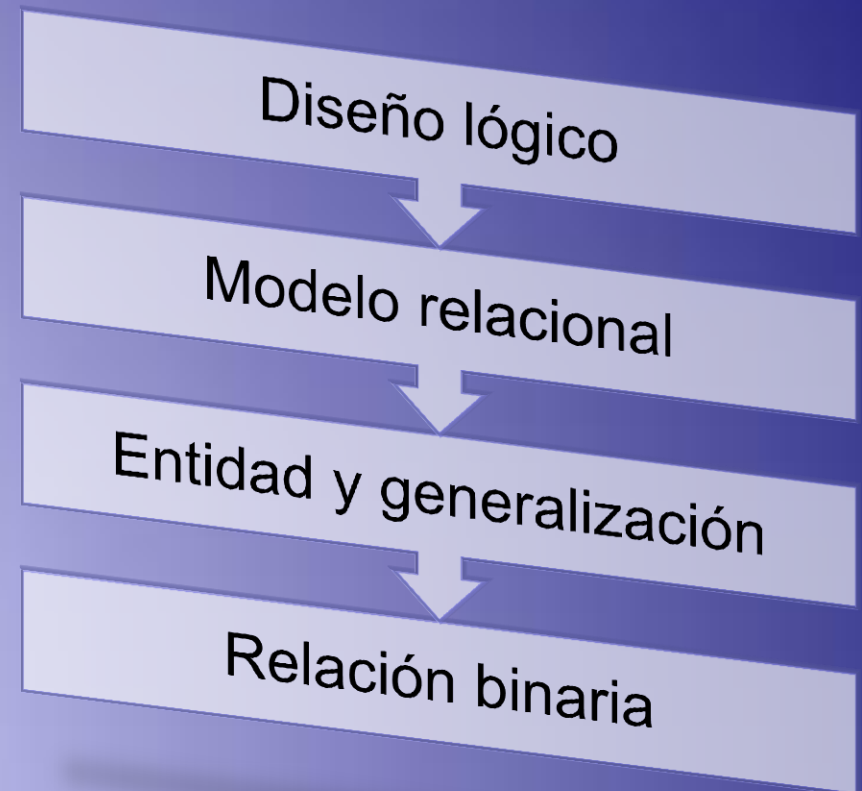 Diseño lógico
Modelo relacional
Entidad y generalización
Relación binaria